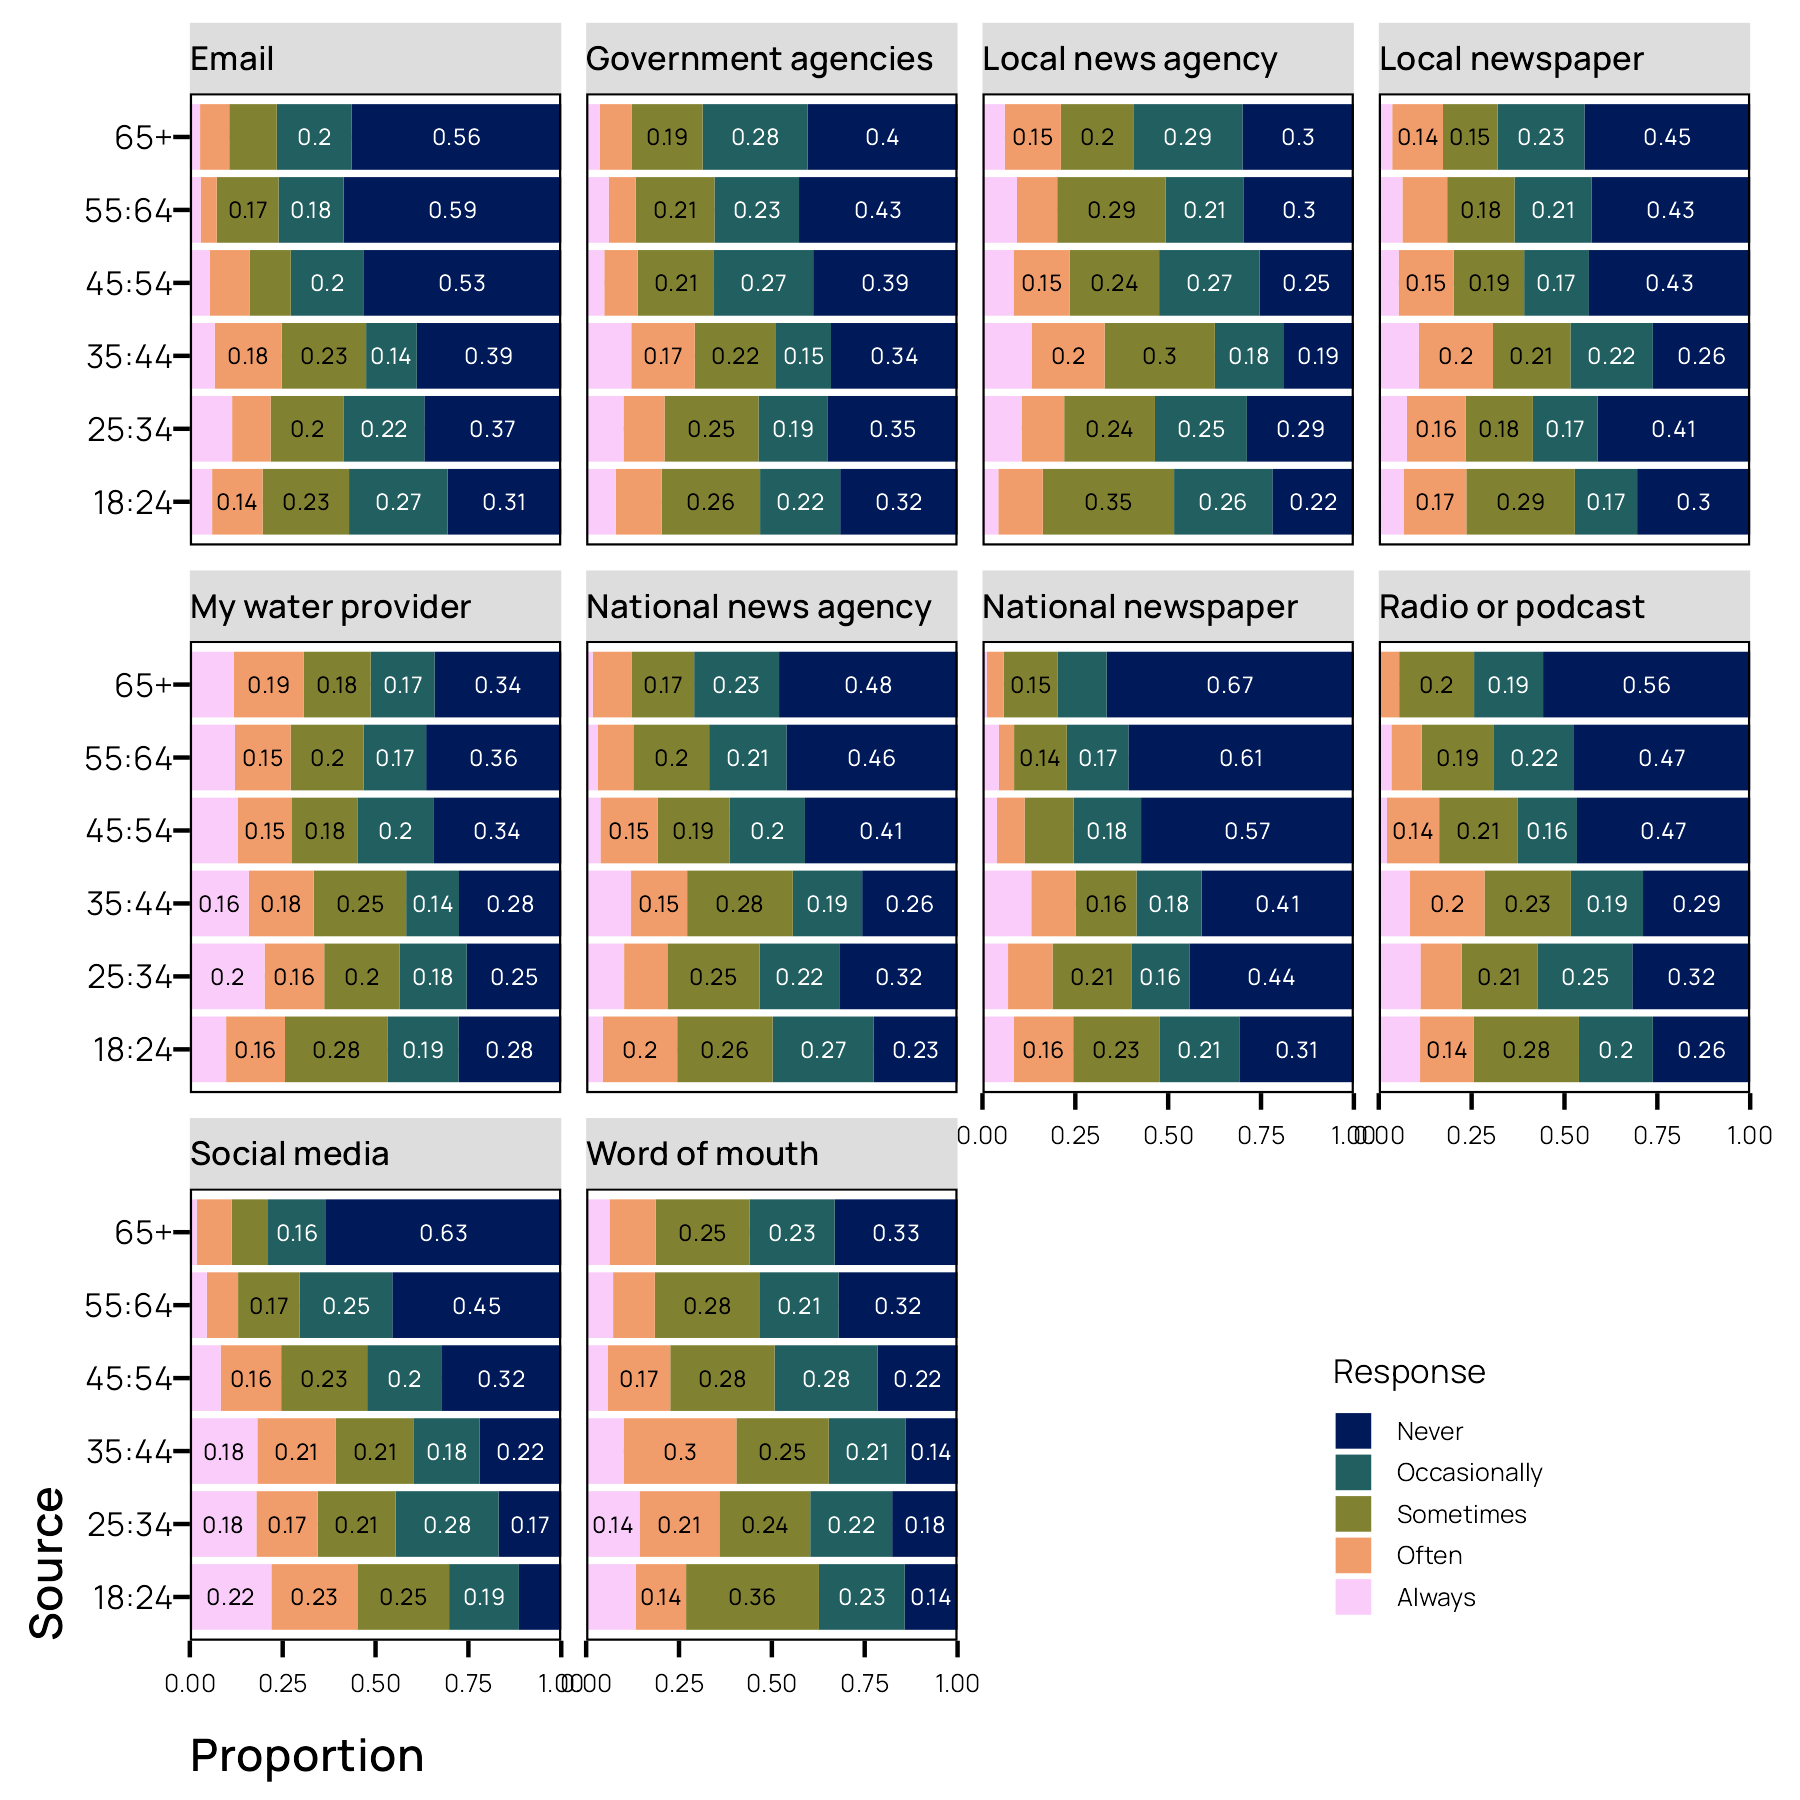 Email Government agencies Local news agency Local newspaper
65+ 0.2 0.56 0.19 0.28 0.4 0.15 0.2 0.29 0.3 0.14 0.15 0.23 0.45
55:64 0.17 0.18 0.59 0.21 0.23 0.43 0.29 0.21 0.3 0.18 0.21 0.43
45:54 0.2 0.53 0.21 0.27 0.39 0.15 0.24 0.27 0.25 0.15 0.19 0.17 0.43
35:44 0.18 0.23 0.14 0.39 0.17 0.22 0.15 0.34 0.2 0.3 0.18 0.19 0.2 0.21 0.22 0.26
25:34 0.2 0.22 0.37 0.25 0.19 0.35 0.24 0.25 0.29 0.16 0.18 0.17 0.41
18:24 0.14 0.23 0.27 0.31 0.26 0.22 0.32 0.35 0.26 0.22 0.17 0.29 0.17 0.3
My water provider National news agency National newspaper Radio or podcast
65+ 0.19 0.18 0.17 0.34 0.17 0.23 0.48 0.15 0.67 0.2 0.19 0.56
55:64 0.15 0.2 0.17 0.36 0.2 0.21 0.46 0.14 0.17 0.61 0.19 0.22 0.47
45:54 0.15 0.18 0.2 0.34 0.15 0.19 0.2 0.41 0.18 0.57 0.14 0.21 0.16 0.47
35:44 0.16 0.18 0.25 0.14 0.28 0.15 0.28 0.19 0.26 0.16 0.18 0.41 0.2 0.23 0.19 0.29
25:34 0.2 0.16 0.2 0.18 0.25 0.25 0.22 0.32 0.21 0.16 0.44 0.21 0.25 0.32
18:24 0.16 0.28 0.19 0.28 0.2 0.26 0.27 0.23 0.16 0.23 0.21 0.31 0.14 0.28 0.2 0.26
0.00 0.25 0.50 0.75 1.00 0.00 0.25 0.50 0.75 1.00
Social media Word of mouth
65+ 0.16 0.63 0.25 0.23 0.33
55:64 0.17 0.25 0.45 0.28 0.21 0.32
45:54 0.16 0.23 0.2 0.32 0.17 0.28 0.28 0.22
35:44 0.18 0.21 0.21 0.18 0.22 0.3 0.25 0.21 0.14
25:34 0.18 0.17 0.21 0.28 0.17 0.14 0.21 0.24 0.22 0.18
18:24 0.22 0.23 0.25 0.19 0.14 0.36 0.23 0.14
0.00 0.25 0.50 0.75 1.00 0.00 0.25 0.50 0.75 1.00
Source
Proportion
Response
Never
Occasionally
Sometimes
Often
Always